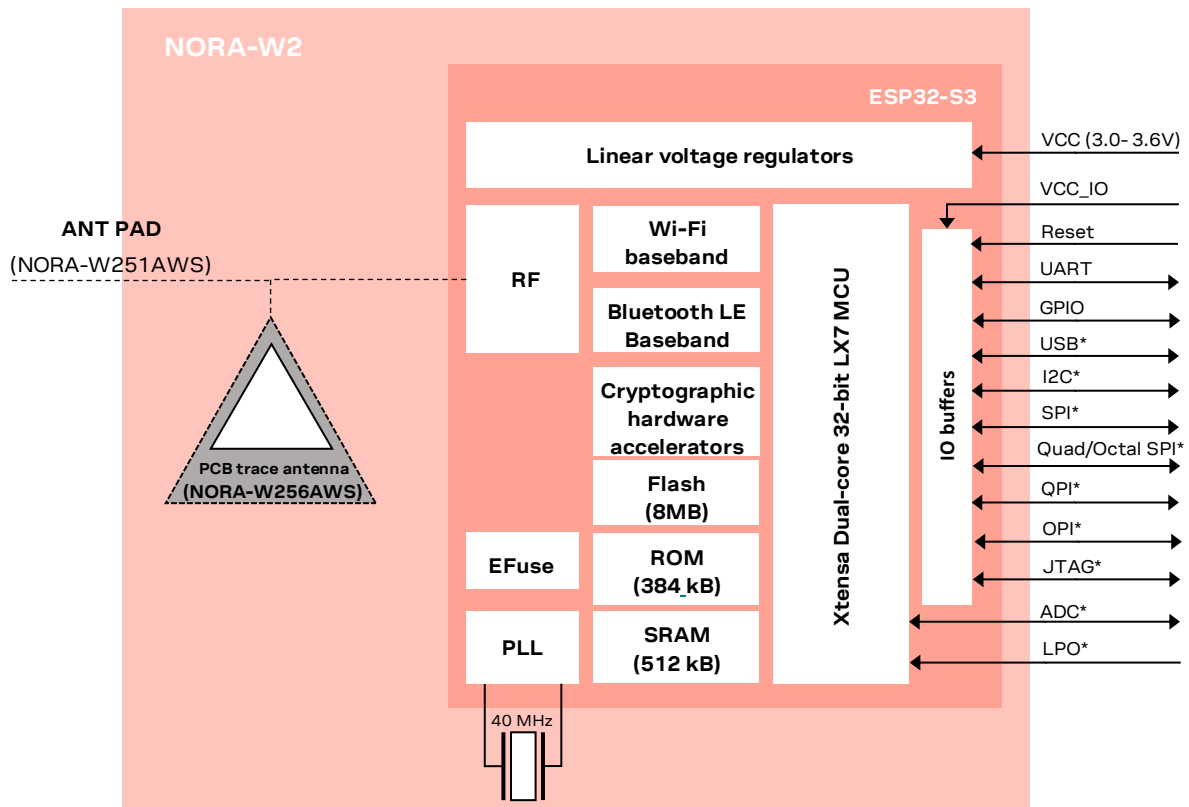 NORA-W2
ESP32-S3
Linear voltage regulators
VCC (3.0- 3.6V)
VCC_IO
ANT PAD
(NORA-W251AWS)
RF
Wi-Fi
baseband
Bluetooth LE
Baseband
Cryptographic
hardware
accelerators
Flash
(8MB)
EFuse
ROM
(384 kB)
PLL
SRAM
(512 kB)
40 MHz
Xtensa Dual-core 32-bit LX7 MCU
IO buffers
Reset
UART
GPIO
USB*
I2C*
SPI*
Quad/Octal SPI*
QPI*
OPI*
JTAG*
ADC*
LPO*
PCB trace antenna
(NORA-W256AWS)